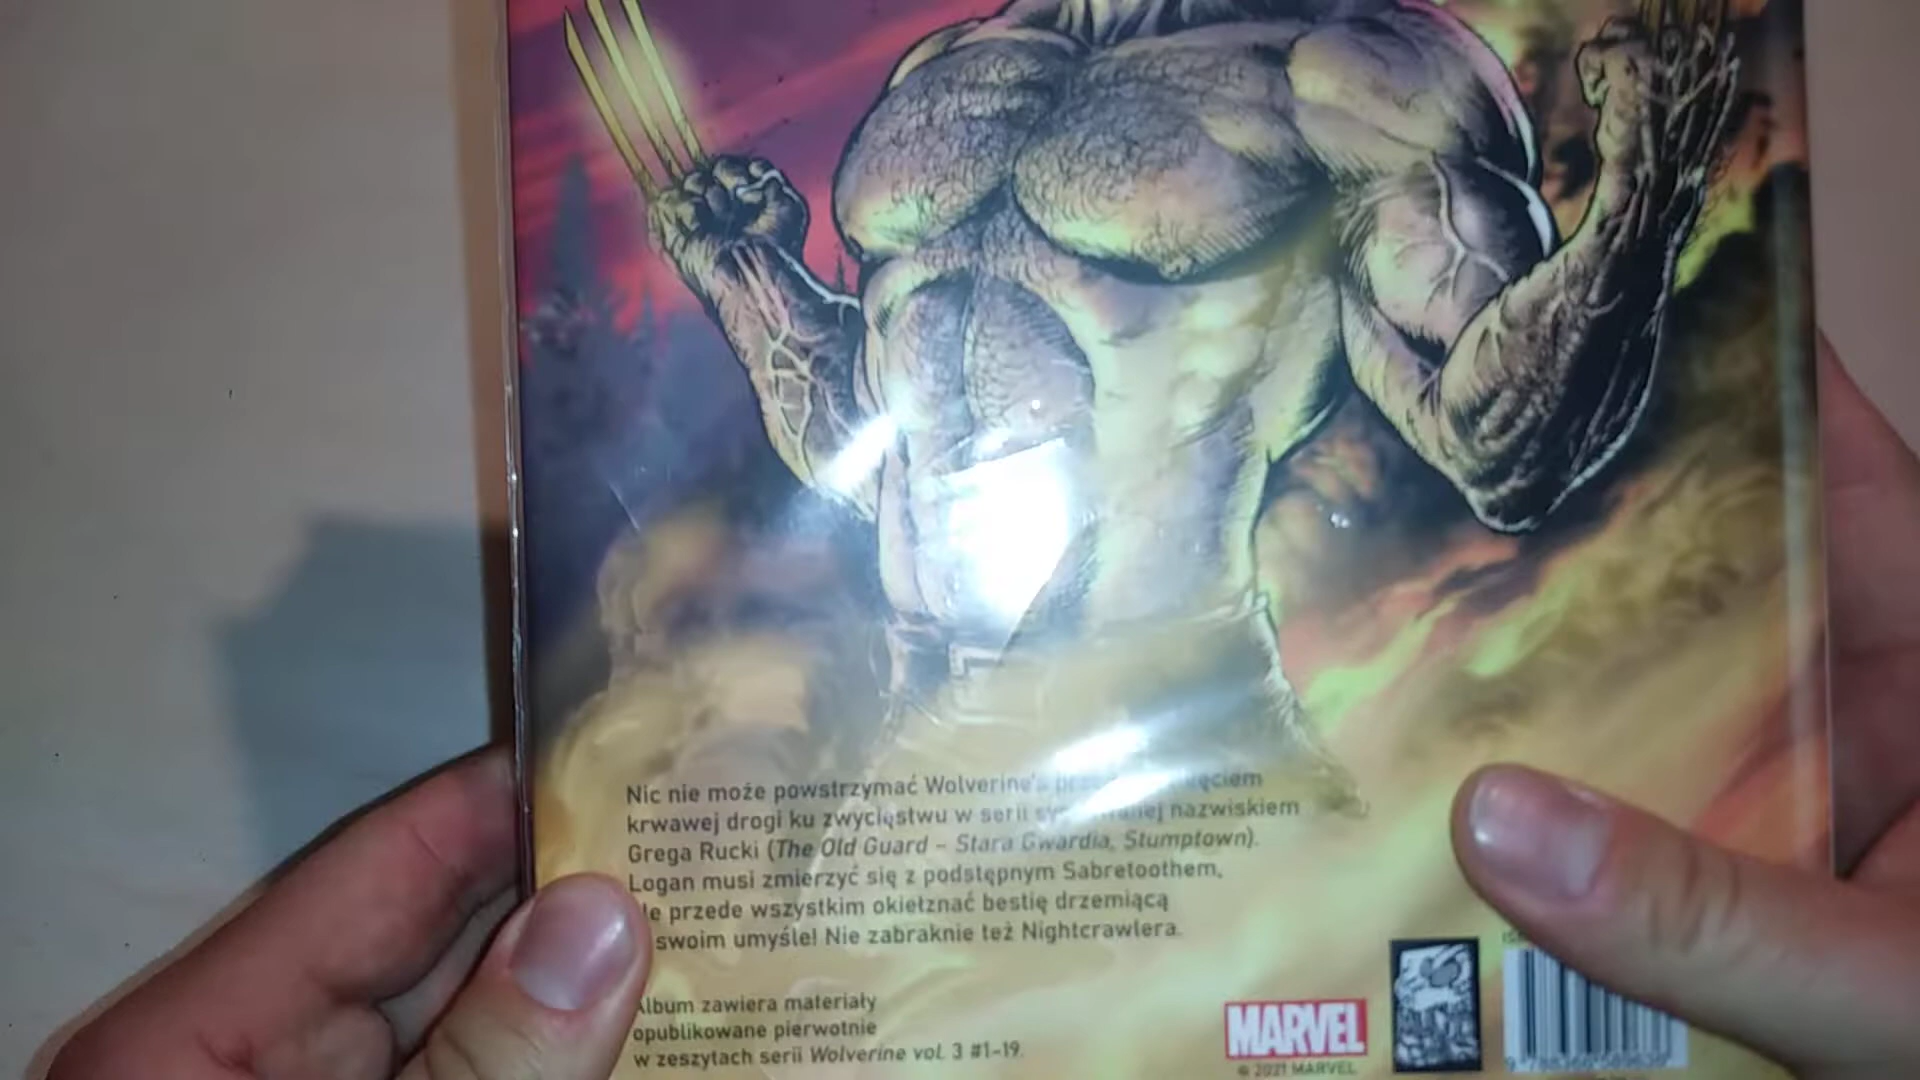 Nic nie może powstrzymać Wolverine's
krwawej drogi ku zwycięstwu w serii nazwiskiem
Grega Rucki (The Old Guard – Stara Gwardia, Stumptown).
Logan musi zmierzyć się z podstępnym Sabretoothem,
le przede wszystkim okiełznać bestię drzemiącą
swoim umyśle! Nie zabraknie też Nightcrawlera.
Album zawiera materiały
opublikowane pierwotnie
w zeszytach serii Wolverine vol. 3 #1-19.
MARVEL
© 2021 MARVEL